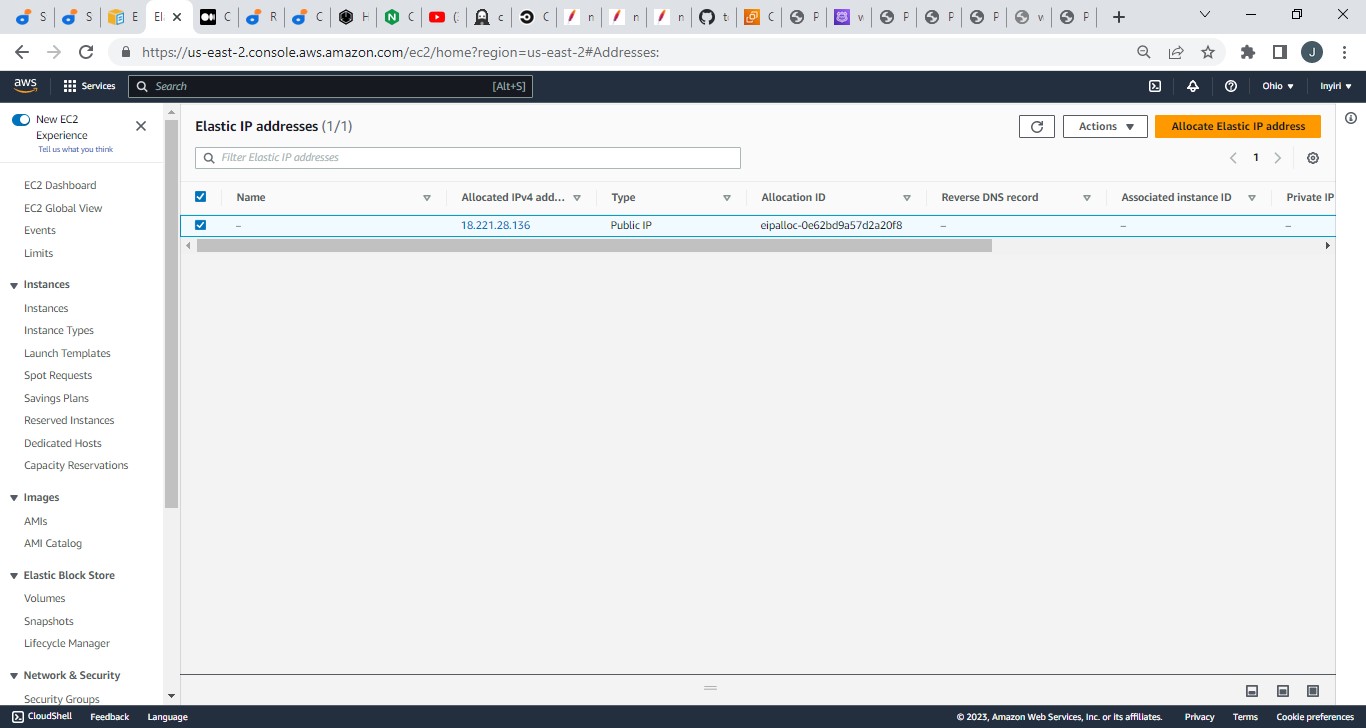 S
S
E
El
C
R
C
H
C
(
c
C
n
n
n
t
C
P
v
P
P
P
v
P
https://us-east-2.console.aws.amazon.com/ec2/home?region=us-east-2#Addresses:
J
aws
Services
Search
[Alt+S]
Ohio
Inyiri
New EC2
Experience
Tell us what you think
EC2 Dashboard
EC2 Global View
Events
Limits
Instances
Instances
Instance Types
Launch Templates
Spot Requests
Savings Plans
Reserved Instances
Dedicated Hosts
Capacity Reservations
Images
AMIs
AMI Catalog
Elastic Block Store
Volumes
Snapshots
Lifecycle Manager
Network & Security
Security Groups
Elastic IP addresses (1/1)
Actions
Allocate Elastic IP address
Filter Elastic IP addresses
1
Name
Allocated IPv4 add...
Type
Allocation ID
Reverse DNS record
Associated instance ID
Private IP
–
18.221.28.136
Public IP
eipalloc-0e62bd9a57d2a20f8
–
–
–
CloudShell
Feedback
Language
© 2023, Amazon Web Services, Inc. or its affiliates.
Privacy
Terms
Cookie preferences